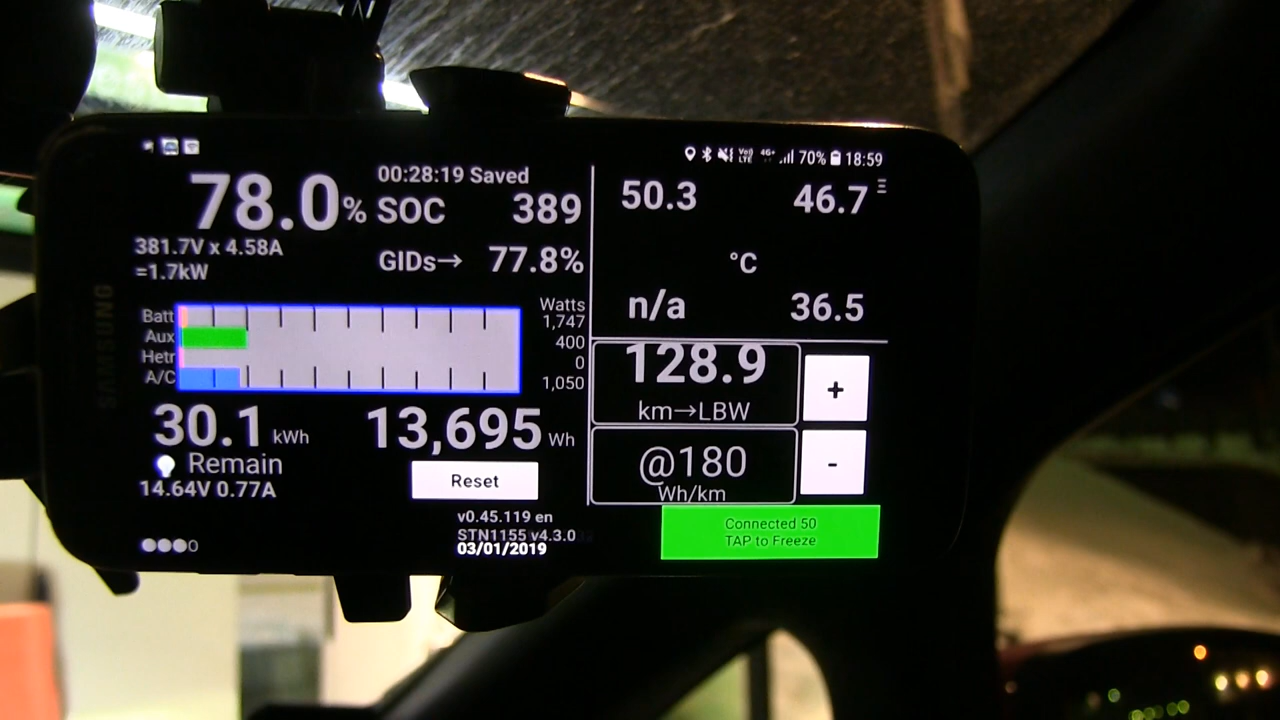 70% 18:59
78.0% SOC
00:28:19 Saved
389
381.7V x 4.58A
=1.7kW
GIDs→ 77.8%
Watts
Batt 1,747
Aux 400
Hetr 0
A/C 1,050
30.1 kWh
Remain
14.64V 0.77A
13,695 Wh
Reset
v0.45.119 en
STN1155 v4.3.0
03/01/2019
50.3 46.7
°C
n/a 36.5
128.9
km→LBW
+
@180
Wh/km
-
Connected 50
TAP to Freeze
SAMSUNG